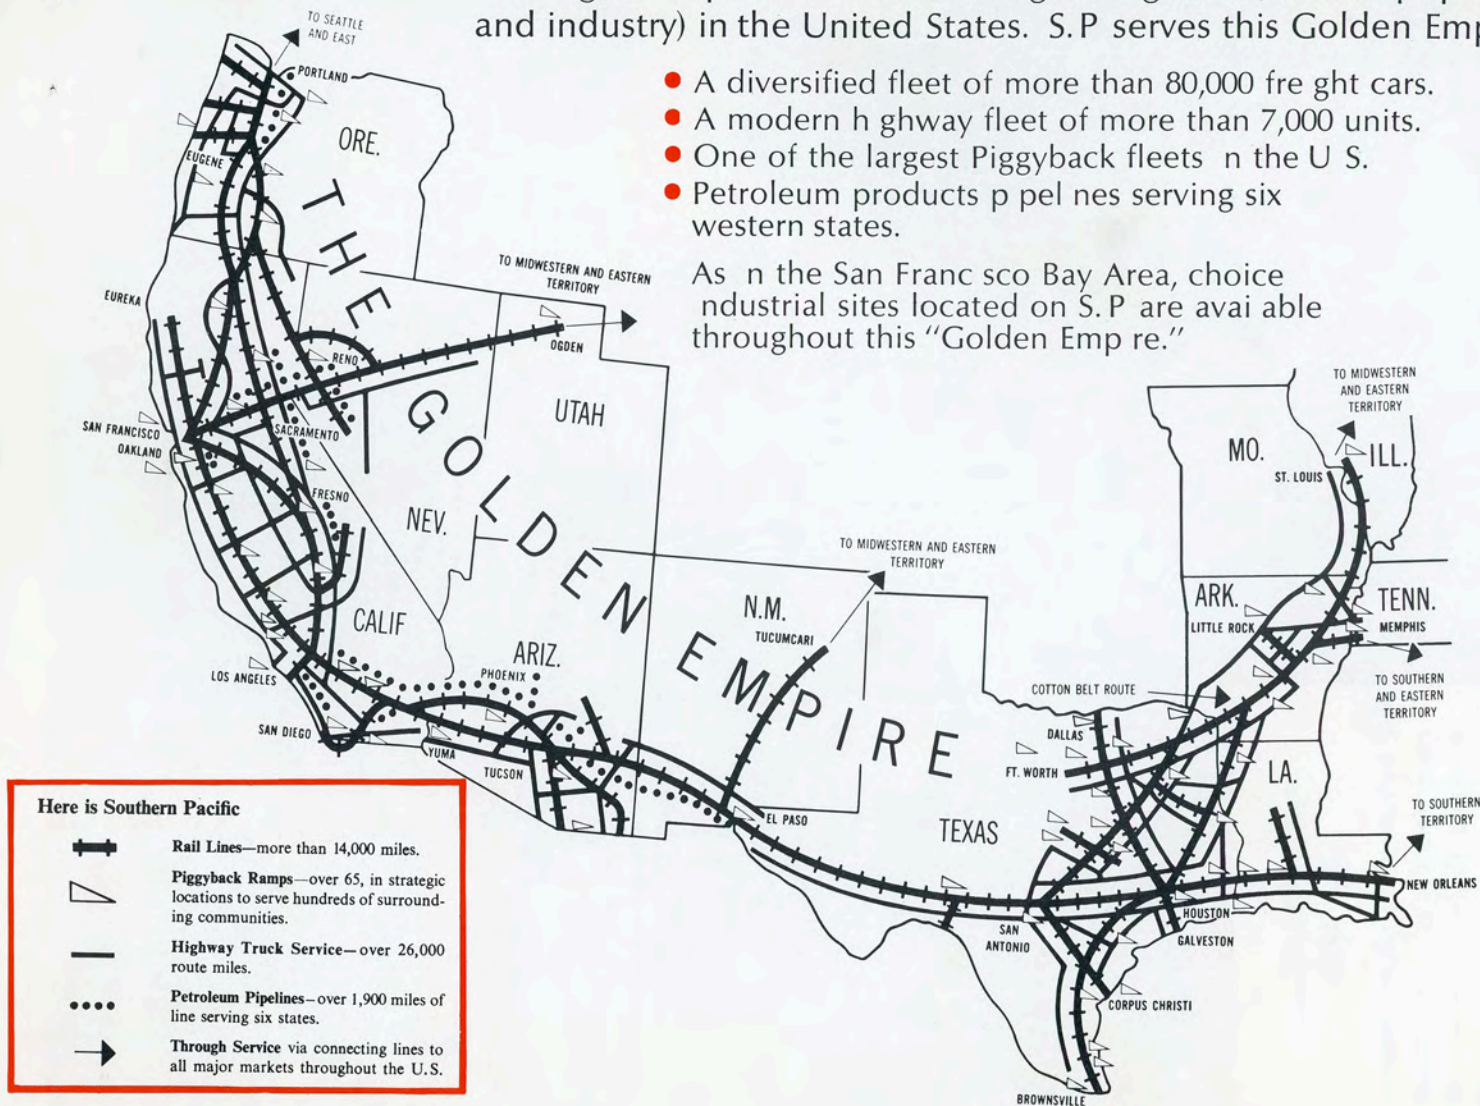 and industry) in the United States. S.P serves this Golden Emp
• A diversified fleet of more than 80,000 fre ght cars.
• A modern h ghway fleet of more than 7,000 units.
• One of the largest Piggyback fleets n the U S.
• Petroleum products p pel nes serving six
western states.
As n the San Franc sco Bay Area, choice
ndustrial sites located on S.P are avai able
throughout this "Golden Emp re."
TO SEATTLE
AND EAST
PORTLAND
ORE.
EUGENE
THE
TO MIDWESTERN AND EASTERN
TERRITORY
EUREKA
OGDEN
RENO
GOLDEN
UTAH
SAN FRANCISCO
OAKLAND
SACRAMENTO
FRESNO
NEV.
CALIF
TO MIDWESTERN AND EASTERN
TERRITORY
N.M.
TUCUMCARI
EMPIRE
ARIZ.
PHOENIX
LOS ANGELES
SAN DIEGO
YUMA
TUCSON
EL PASO
TO MIDWESTERN
AND EASTERN
TERRITORY
MO.
ILL.
ST. LOUIS
ARK.
TENN.
LITTLE ROCK
MEMPHIS
TO SOUTHERN
AND EASTERN
TERRITORY
COTTON BELT ROUTE
DALLAS
FT. WORTH
LA.
TEXAS
TO SOUTHERN
TERRITORY
NEW ORLEANS
HOUSTON
GALVESTON
SAN
ANTONIO
CORPUS CHRISTI
BROWNSVILLE
Here is Southern Pacific
Rail Lines—more than 14,000 miles.
Piggyback Ramps—over 65, in strategic
locations to serve hundreds of surround-
ing communities.
Highway Truck Service—over 26,000
route miles.
Petroleum Pipelines—over 1,900 miles of
line serving six states.
Through Service via connecting lines to
all major markets throughout the U.S.